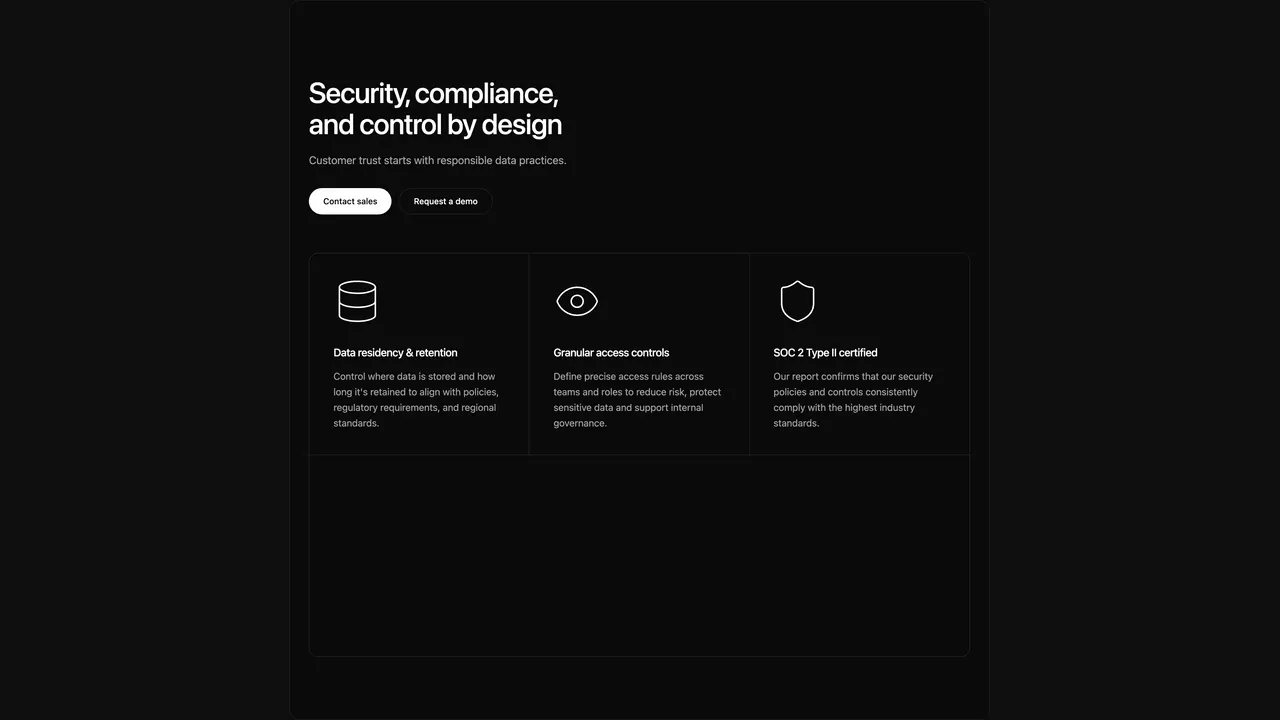 Security, compliance,
and control by design
Customer trust starts with responsible data practices.
Contact sales
Request a demo
Data residency & retention
Control where data is stored and how
long it's retained to align with policies,
regulatory requirements, and regional
standards.
Granular access controls
Define precise access rules across
teams and roles to reduce risk, protect
sensitive data and support internal
governance.
SOC 2 Type II certified
Our report confirms that our security
policies and controls consistently
comply with the highest industry
standards.